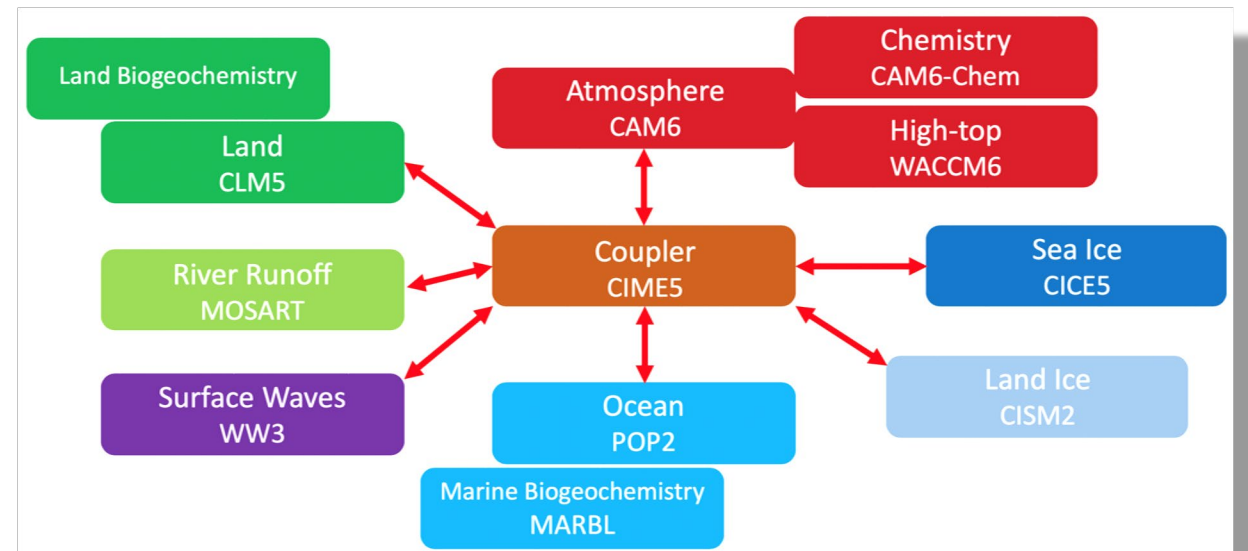 Land Biogeochemistry
Land
CLM5
Atmosphere
CAM6
Chemistry
CAM6-Chem
High-top
WACCM6
River Runoff
MOSART
Coupler
CIME5
Sea Ice
CICE5
Surface Waves
WW3
Ocean
POP2
Land Ice
CISM2
Marine Biogeochemistry
MARBL